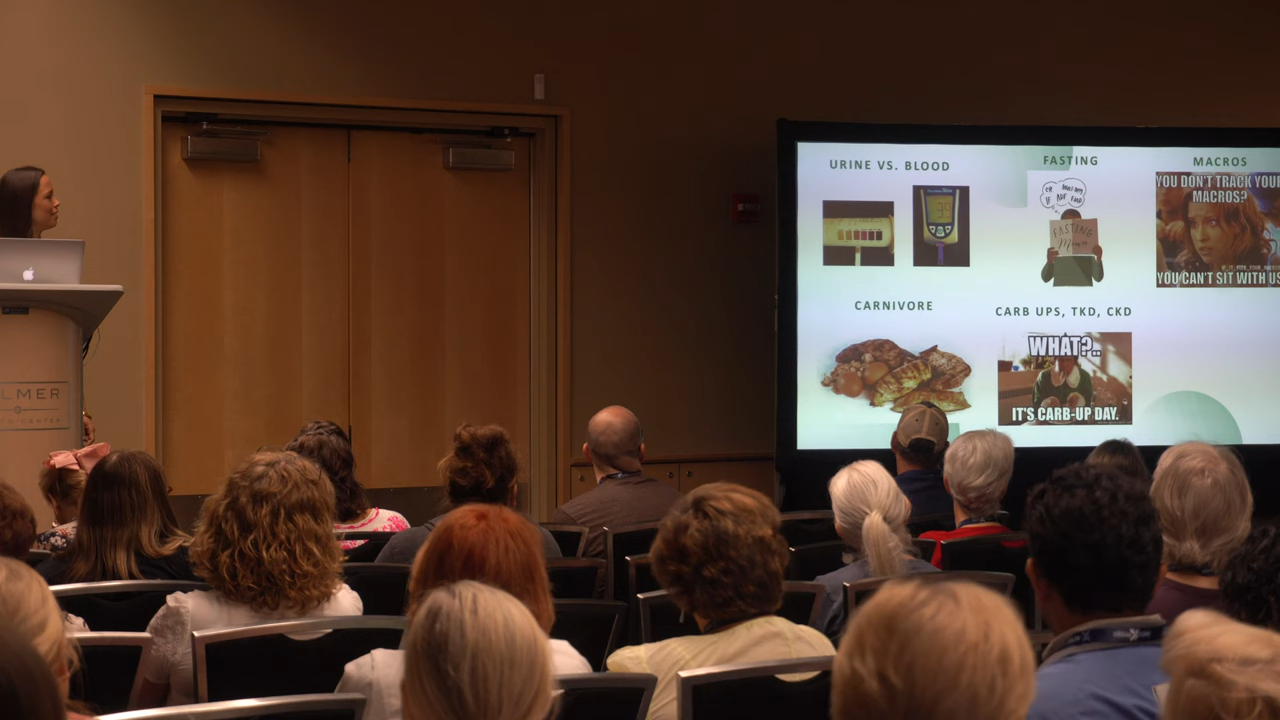 URINE VS. BLOOD
FASTING
MACROS
YOU DON'T TRACK YOUR
MACROS?
FASTING
YOU CAN'T SIT WITH US
CARNIVORE
CARB UPS, TKD, CKD
WHAT?..
IT'S CARB-UP DAY.
LMER